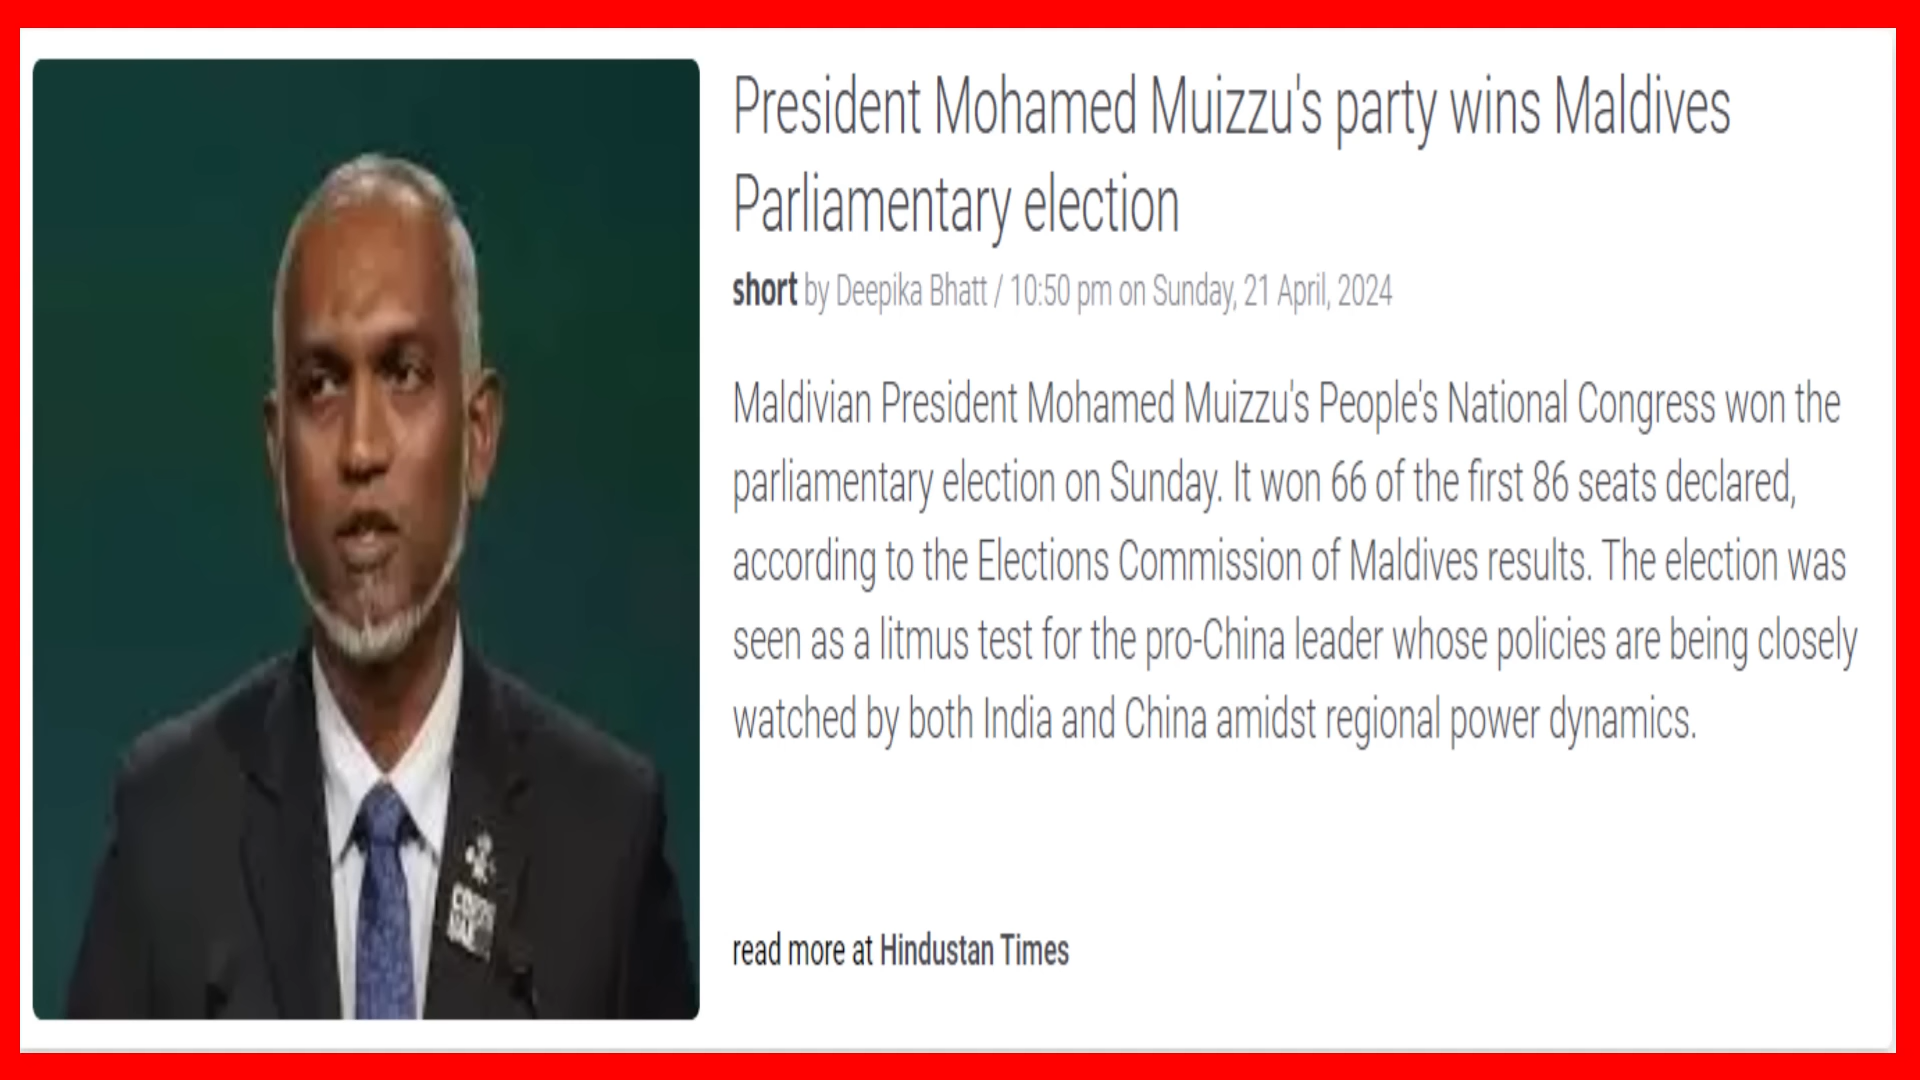 President Mohamed Muizzu's party wins Maldives
Parliamentary election
short by Deepika Bhatt / 10:50 pm on Sunday, 21 April, 2024
Maldivian President Mohamed Muizzu's People's National Congress won the
parliamentary election on Sunday. It won 66 of the first 86 seats declared,
according to the Elections Commission of Maldives results. The election was
seen as a litmus test for the pro-China leader whose policies are being closely
watched by both India and China amidst regional power dynamics.
read more at Hindustan Times